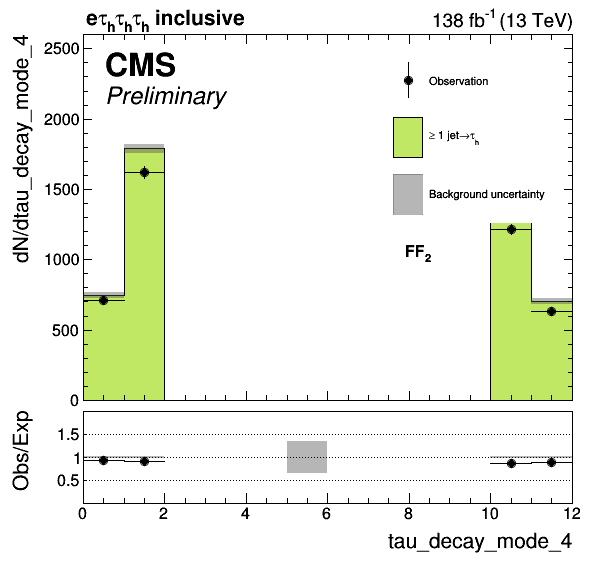 eτhτhτh inclusive
138 fb-1 (13 TeV)
CMS
Preliminary
Observation
≥ 1 jet→τh
Background uncertainty
FF2
dN/dtau_decay_mode_4
2500
2000
1500
1000
500
0
Obs/Exp
1.5
1
0.5
0 2 4 6 8 10 12
tau_decay_mode_4